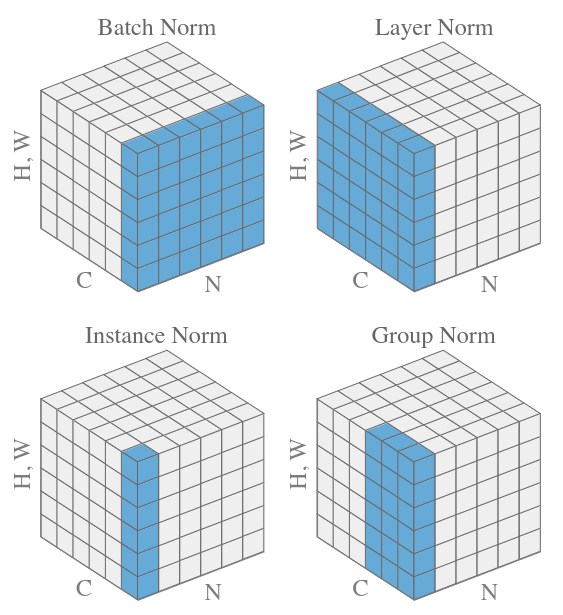 Batch Norm
Layer Norm
H, W
C
N
H, W
C
N
Instance Norm
Group Norm
H, W
C
N
H, W
C
N